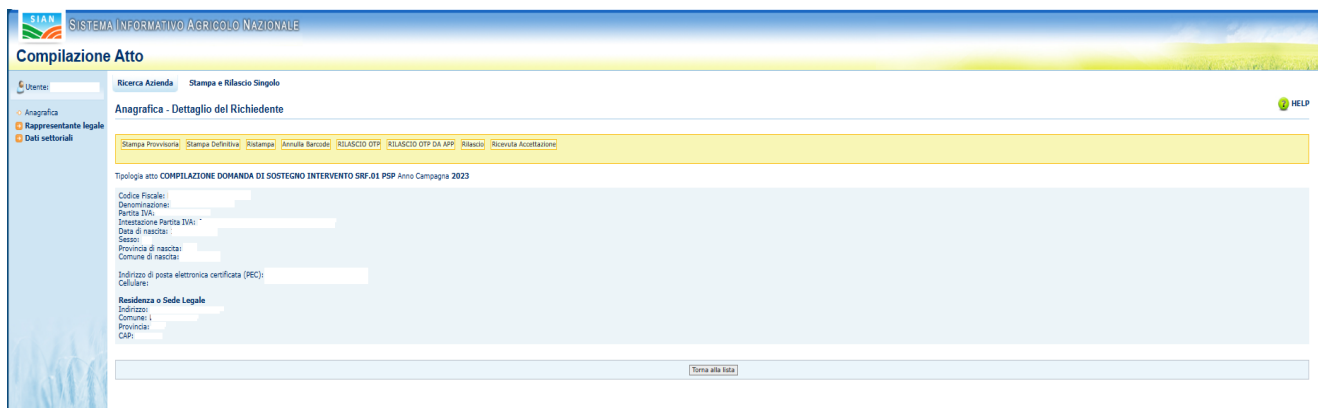 SIAN
SISTEMA INFORMATIVO AGRICOLO NAZIONALE
Compilazione Atto
Utente:
Ricerca Azienda Stampa e Rilascio Singolo
Anagrafica
Rappresentante legale
Dati settoriali
Anagrafica - Dettaglio del Richiedente
HELP
Stampa Provvisoria Stampa Definitiva Ristampa Annulla Barcode RILASCIO OTP RILASCIO OTP DA APP Rilascio Ricevuta Accettazione
Tipologia atto COMPILAZIONE DOMANDA DI SOSTEGNO INTERVENTO SRF.01 PSP Anno Campagna 2023
Codice Fiscale:
Denominazione:
Partita IVA:
Intestazione Partita IVA:
Data di nascita:
Sesso:
Provincia di nascita:
Comune di nascita:
Indirizzo di posta elettronica certificata (PEC):
Cellulare:
Residenza o Sede Legale
Indirizzo:
Comune:
Provincia:
CAP:
Torna alla lista